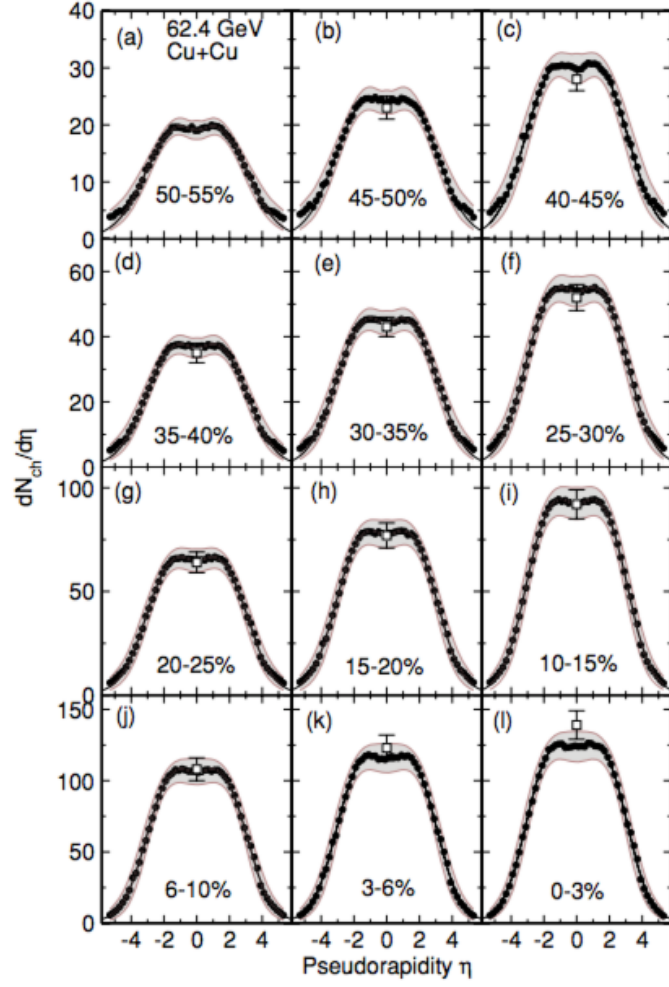 40
30
20
10
0
(a) 62.4 GeV
Cu+Cu
50-55%
(b)
45-50%
(c)
40-45%
60
40
20
0
(d)
35-40%
(e)
30-35%
(f)
25-30%
100
50
0
(g)
20-25%
(h)
15-20%
(i)
10-15%
150
100
50
0
(j)
6-10%
(k)
3-6%
(l)
0-3%
-4 -2 0 2 4 -4 -2 0 2 4 -4 -2 0 2 4
Pseudorapidity η
dN_ch/dη